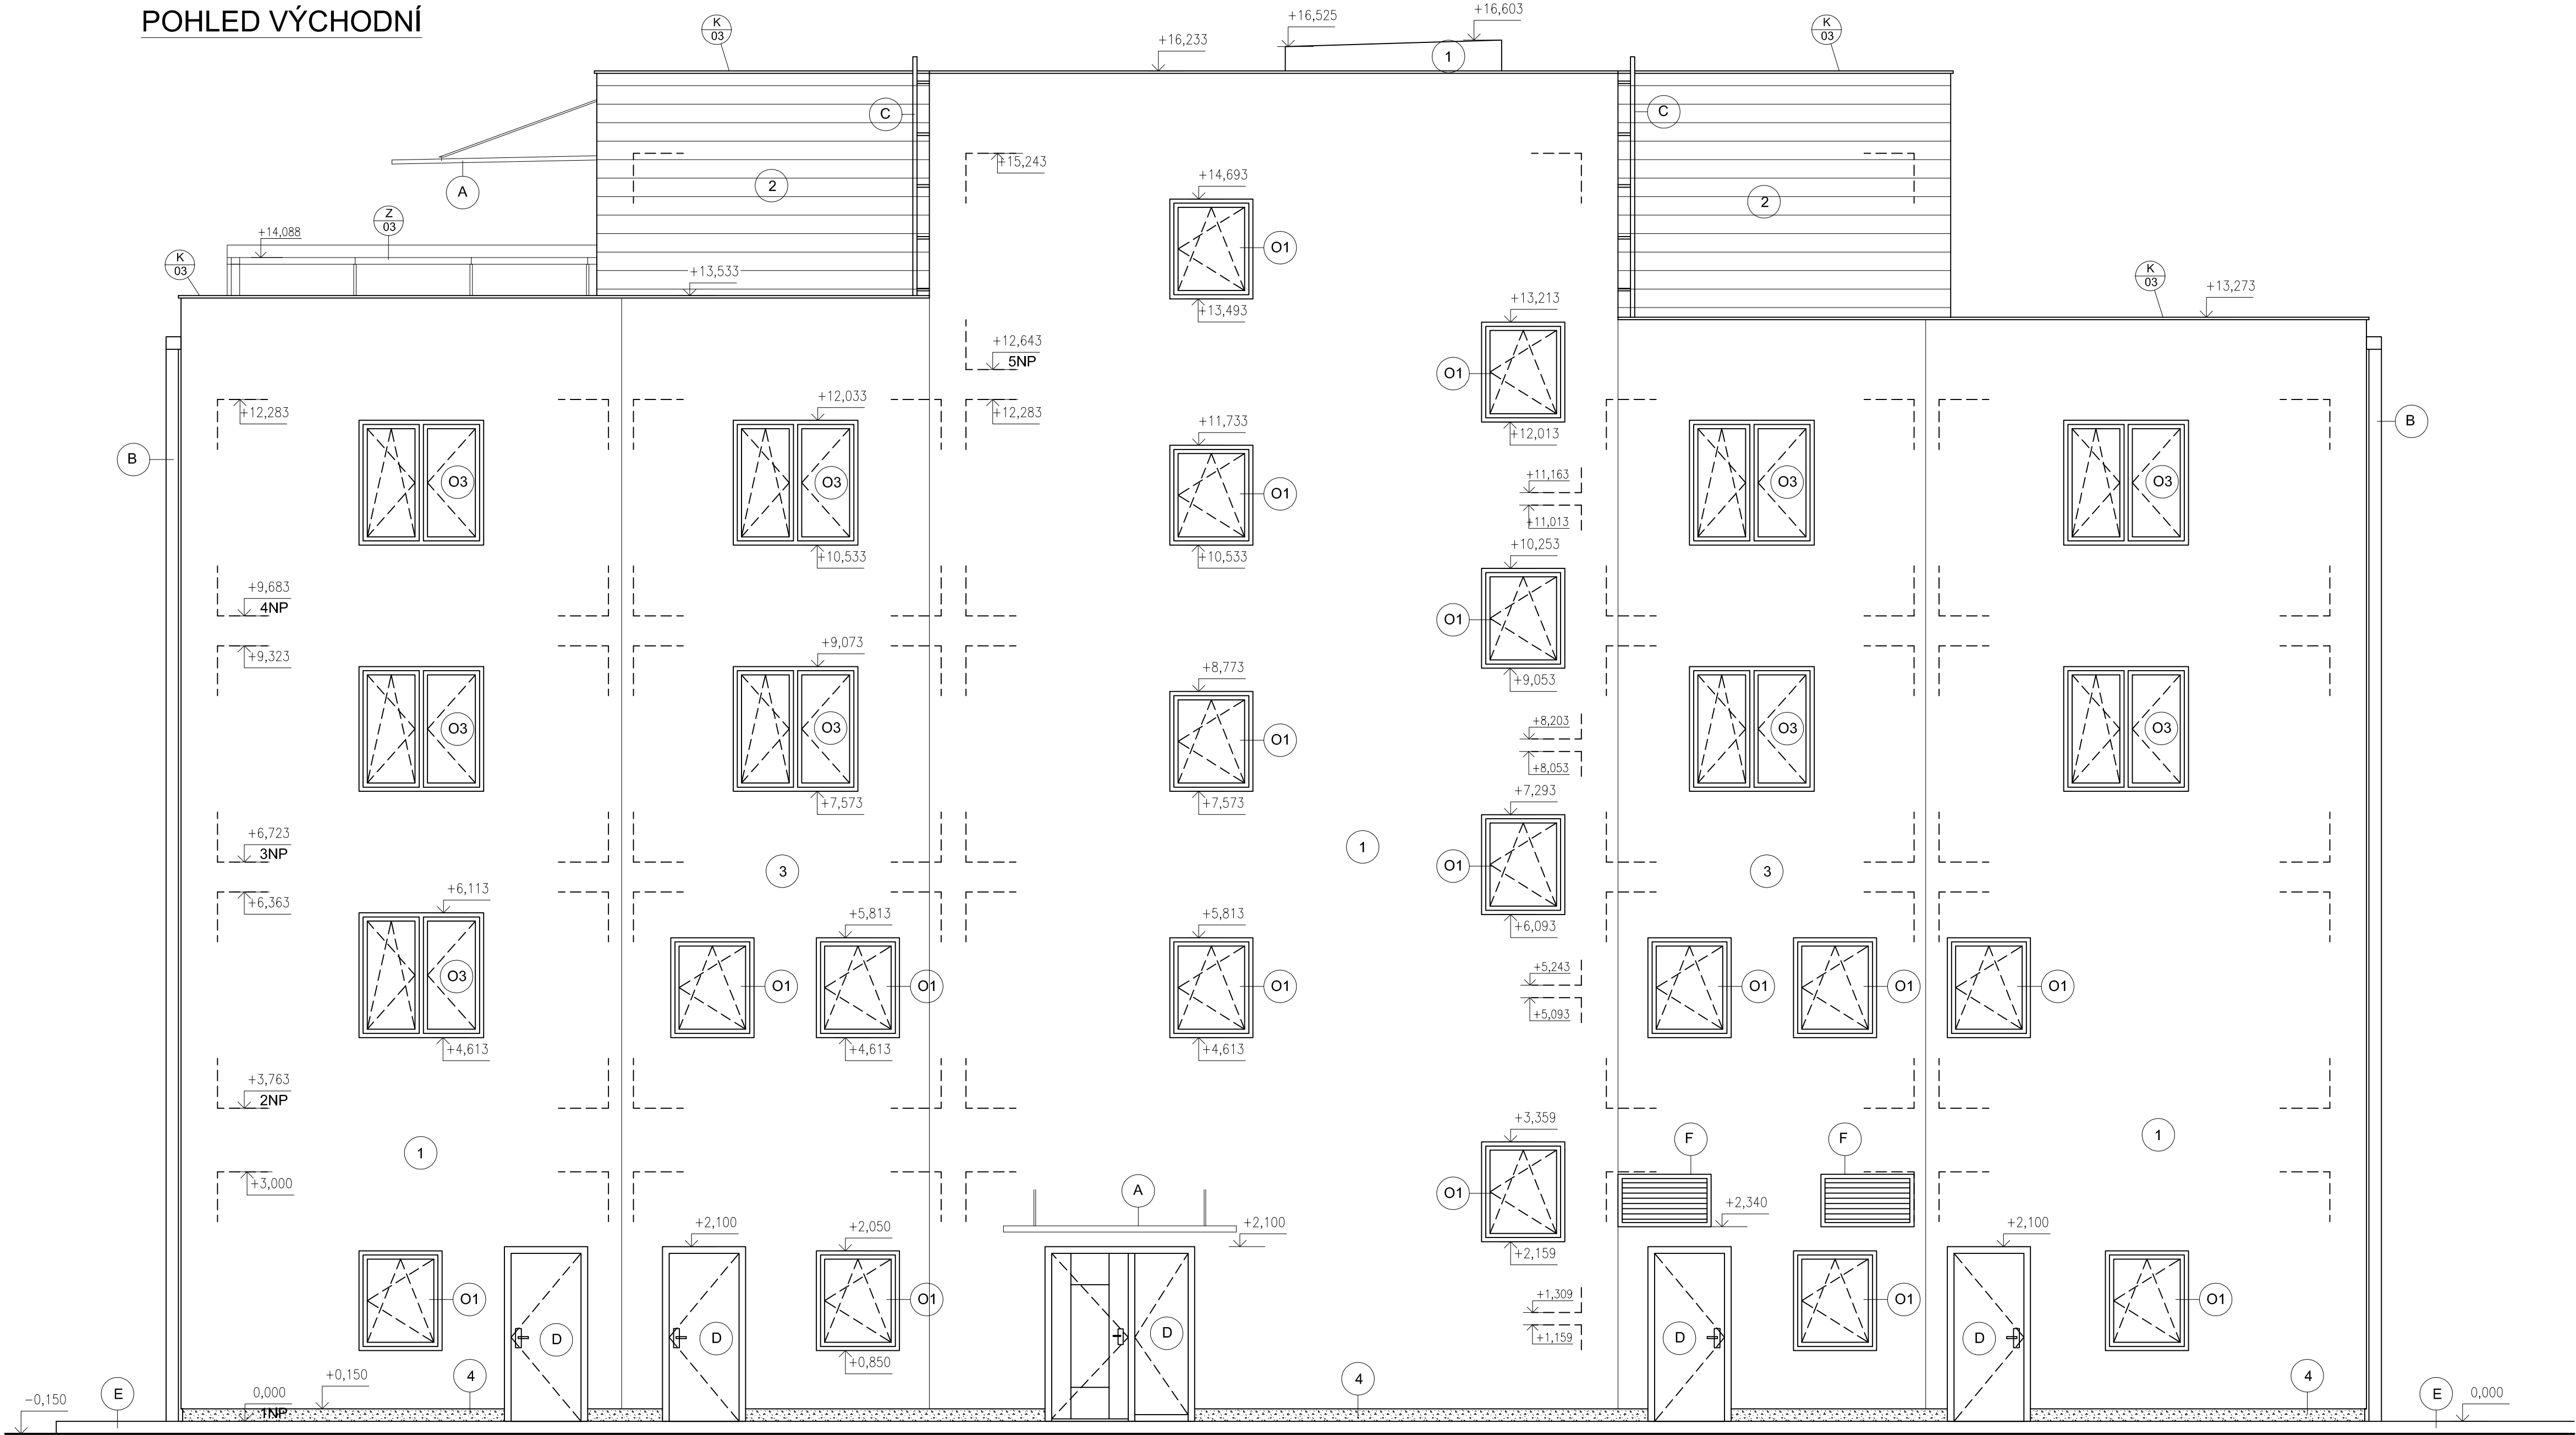 POHLED VÝCHODNÍ
K
03
+16,233
+16,525
+16,603
1
K
03
C
C
A
2
+15,243
+14,693
2
Z
03
+14,088
K
03
+13,533
O1
+13,493
+13,213
K
03
+13,273
+12,643
5NP
O1
+12,283
+12,033
+12,283
+11,733
+12,013
B
B
O3
O3
O1
+11,163
O3
O3
+11,013
+10,533
+10,533
+10,253
+9,683
4NP
O1
+9,323
+9,073
+8,773
+9,053
O3
O3
O1
+8,203
O3
O3
+8,053
+7,573
+7,573
+7,293
+6,723
3NP
1
3
O1
3
+6,363
+6,113
+5,813
+5,813
+6,093
O3
O1
O1
O1
+5,243
O1
O1
O1
+5,093
+4,613
+4,613
+4,613
+3,763
2NP
1
+3,359
F
F
1
+3,000
A
O1
+2,100
+2,050
+2,100
+2,159
+2,340
+2,100
O1
D
D
O1
D
+1,309
D
O1
D
O1
+1,159
+0,850
-0,150
E
0,000
1NP
+0,150
4
4
4
E
0,000